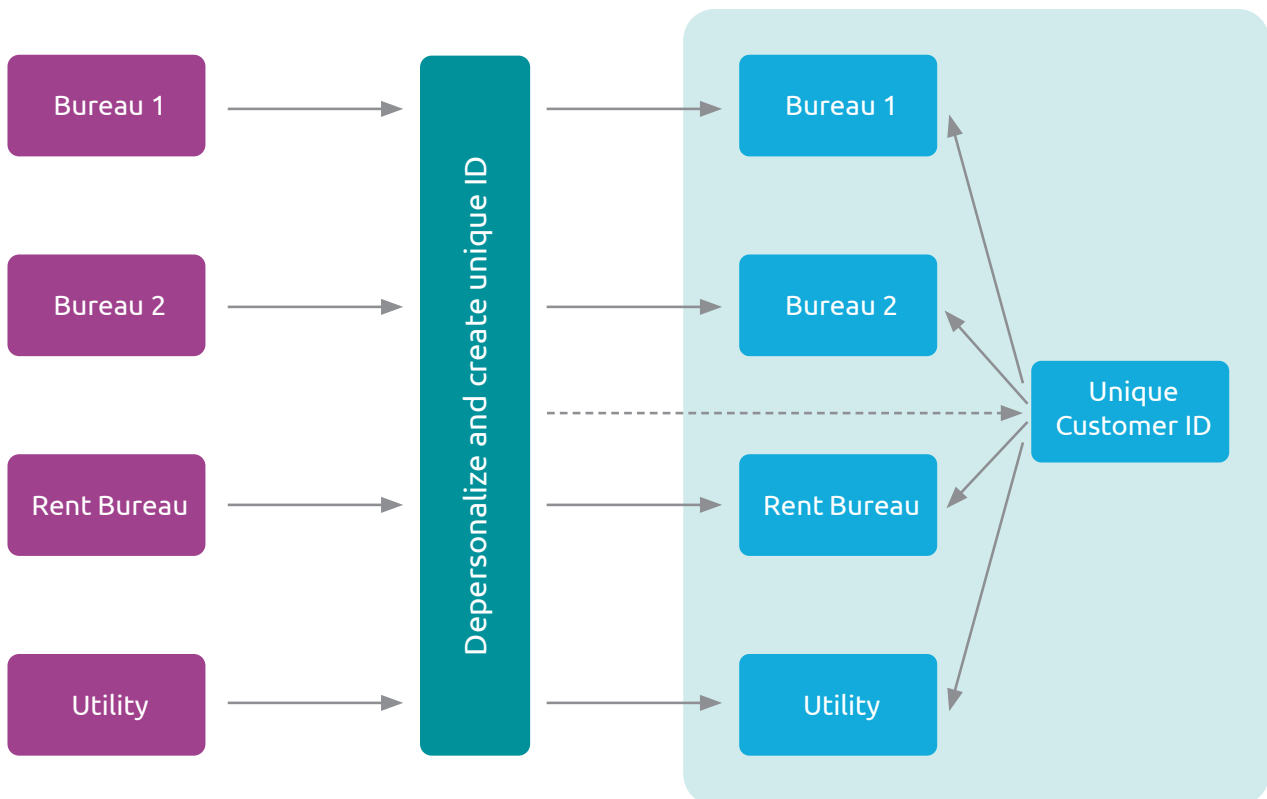 Bureau 1
Bureau 2
Rent Bureau
Utility
Depersonalize and create unique ID
Bureau 1
Bureau 2
Rent Bureau
Utility
Unique
Customer ID